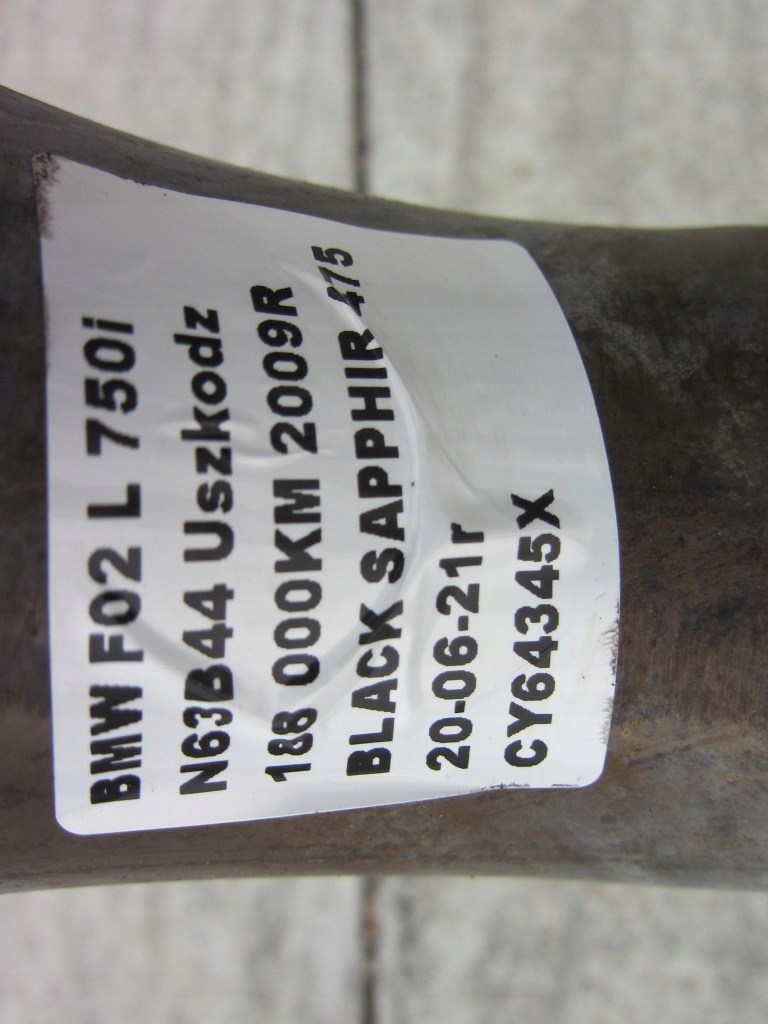 BMW F02 L 750i
N63B44 Uszkodz
188 000KM 2009R
BLACK SAPPHIR 475
20-06-21r
CY64345X